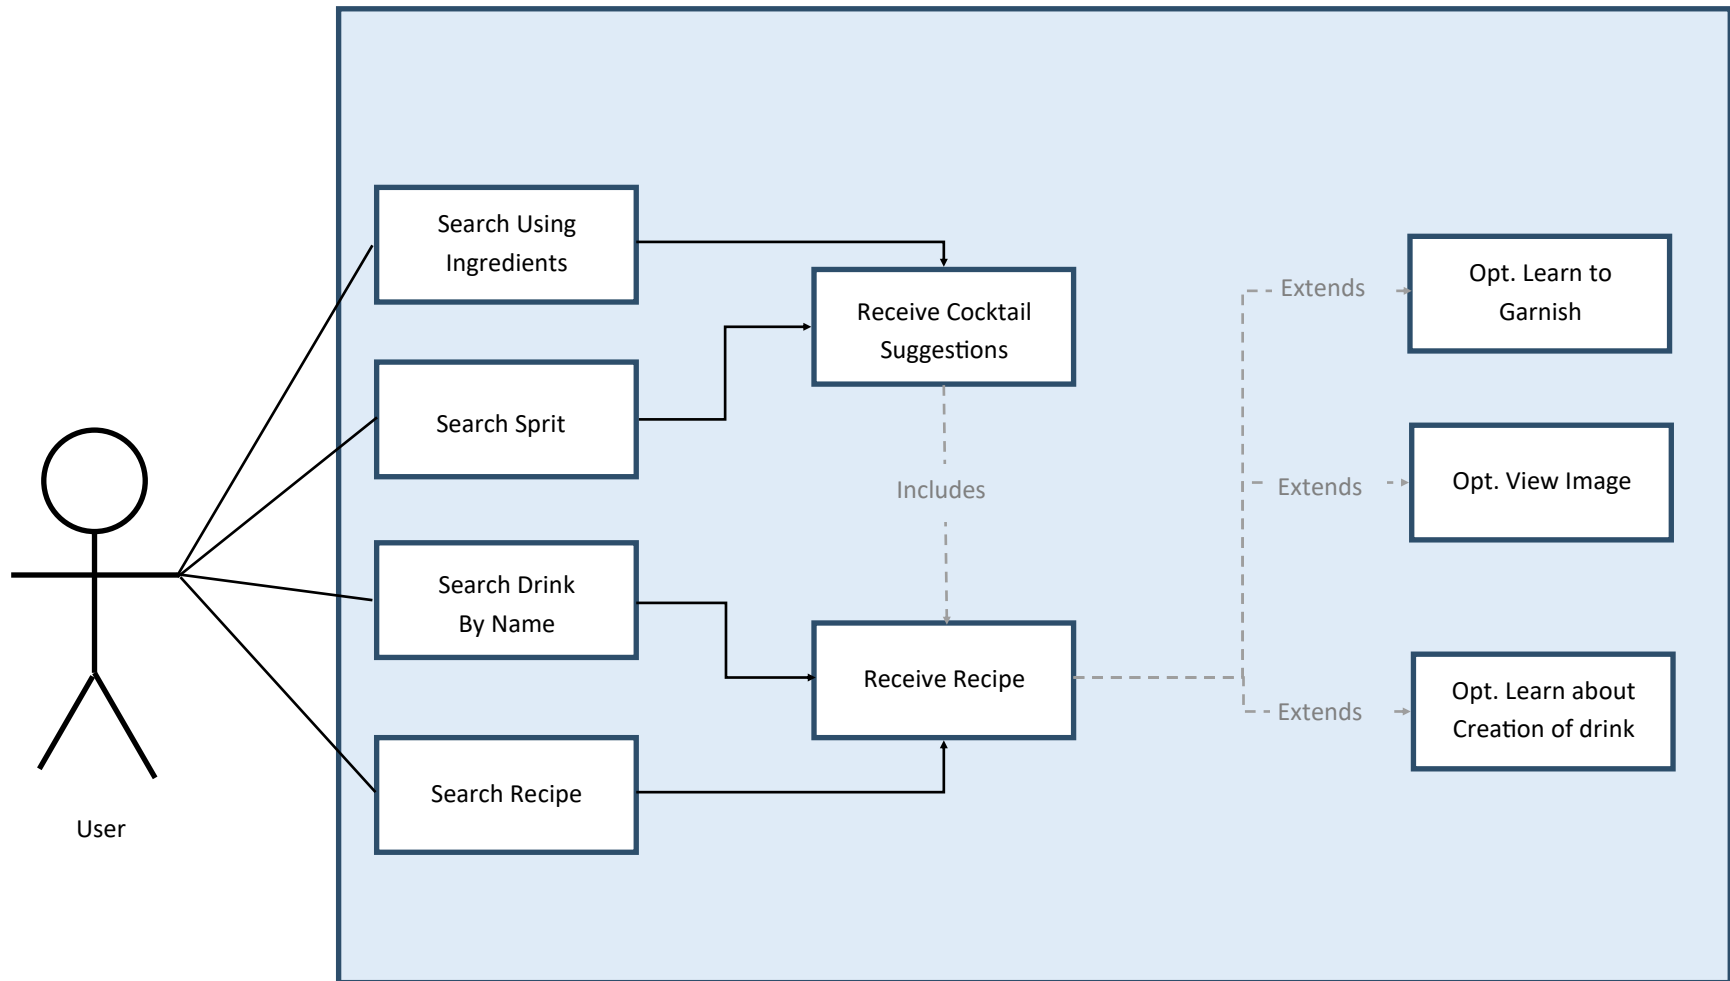 Search Using
Ingredients
Receive Cocktail
Suggestions
Extends
Opt. Learn to
Garnish
Search Sprit
Includes
Extends
Opt. View Image
Search Drink
By Name
Receive Recipe
Extends
Opt. Learn about
Creation of drink
Search Recipe
User